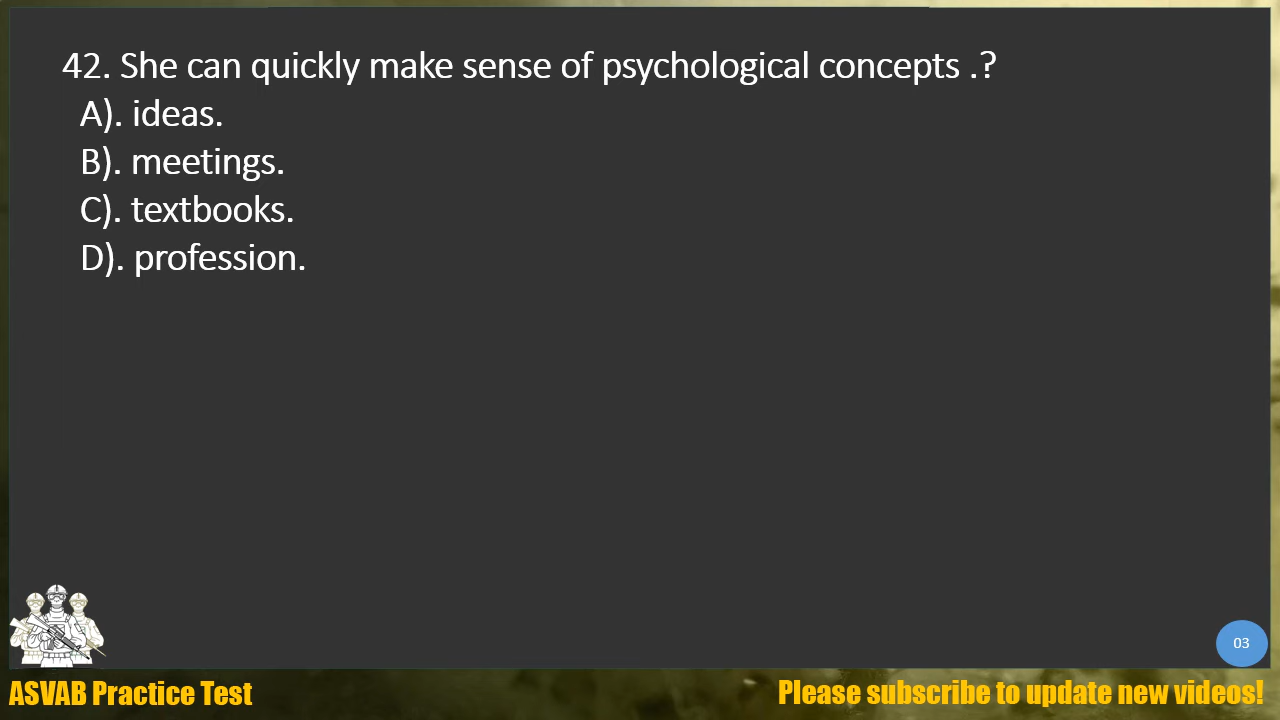 42. She can quickly make sense of psychological concepts .?
A). ideas.
B). meetings.
C). textbooks.
D). profession.
03
ASVAB Practice Test
Please subscribe to update new videos!